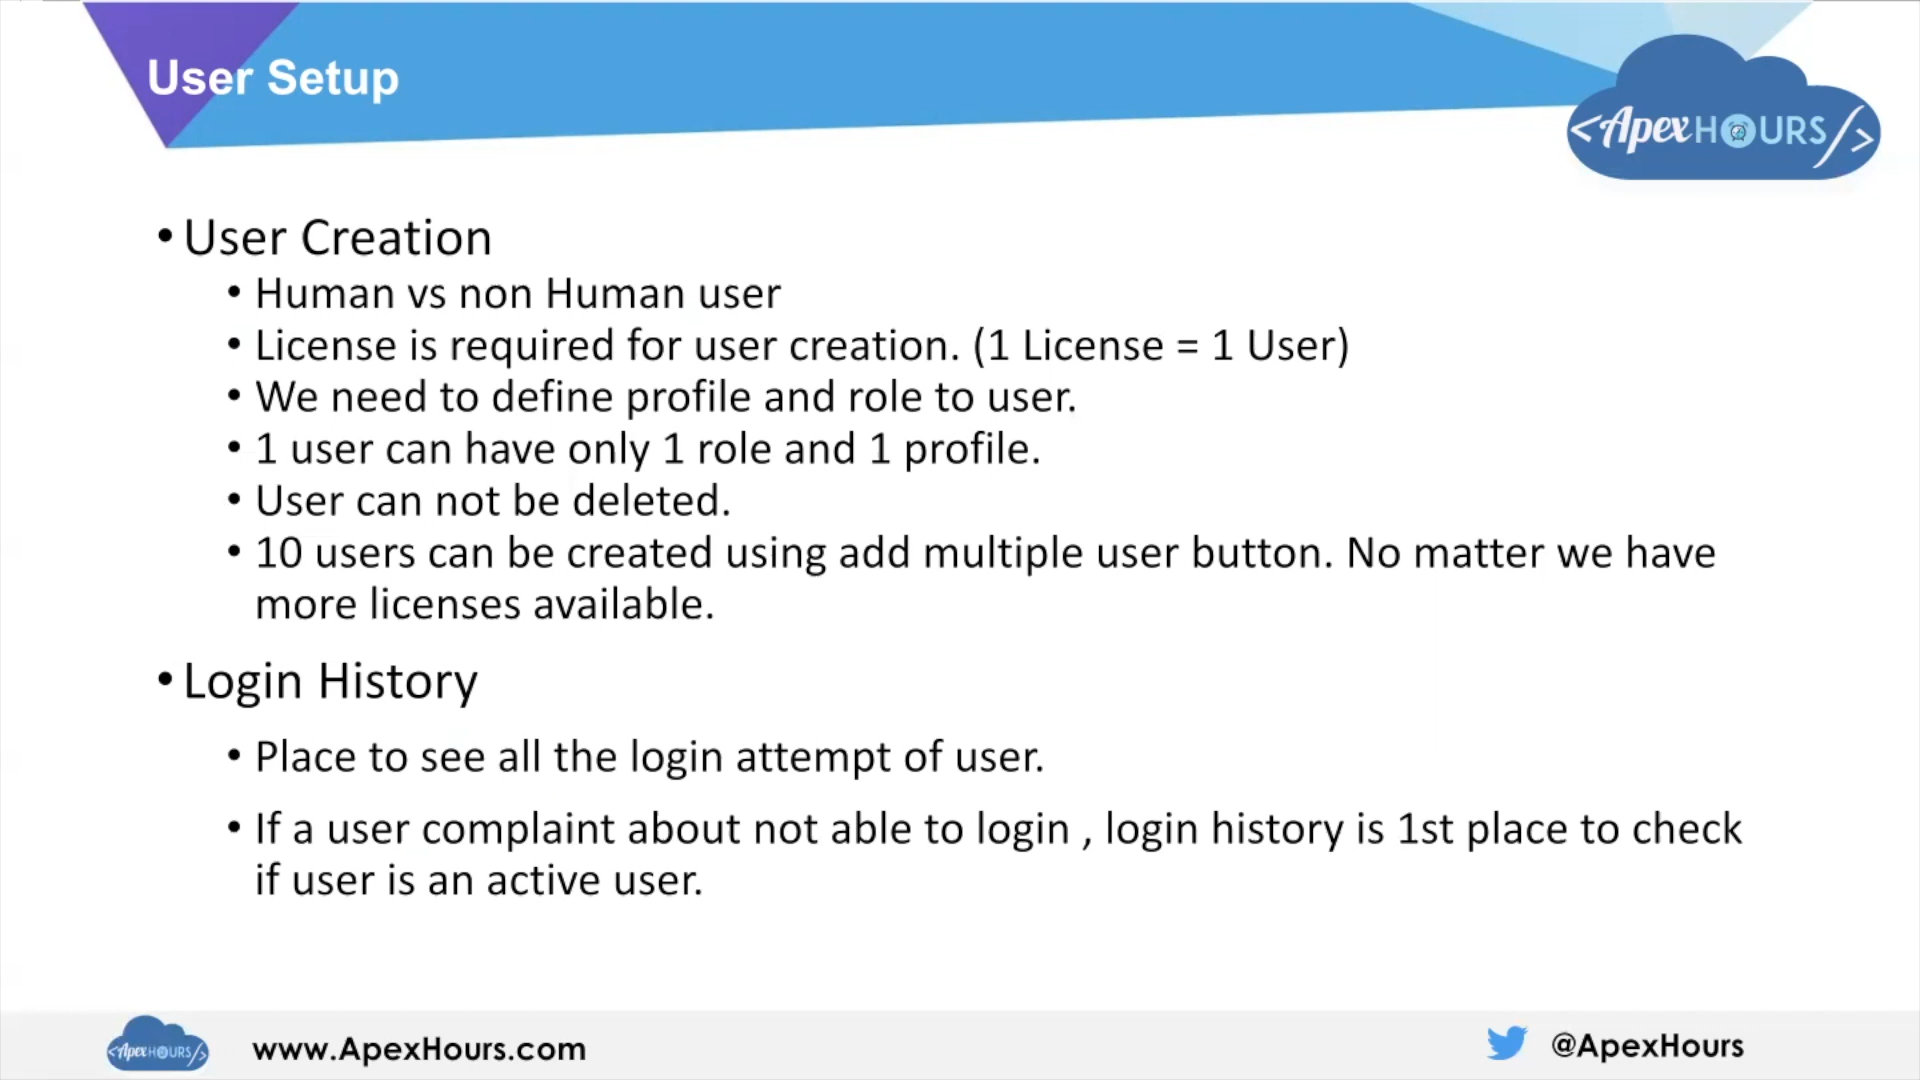 User Setup
<ApexHOURS/>
• User Creation
• Human vs non Human user
• License is required for user creation. (1 License = 1 User)
• We need to define profile and role to user.
• 1 user can have only 1 role and 1 profile.
• User can not be deleted.
• 10 users can be created using add multiple user button. No matter we have
more licenses available.
• Login History
• Place to see all the login attempt of user.
• If a user complaint about not able to login , login history is 1st place to check
if user is an active user.
<ApexHOURS/>
www.ApexHours.com
@ApexHours